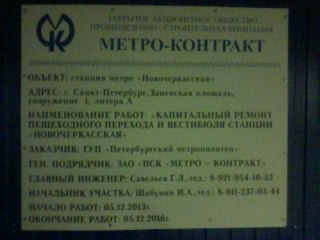 ЗАКРЫТОЕ АКЦИОНЕРНОЕ ОБЩЕСТВО
ПРОМЫШЛЕННО - СТРОИТЕЛЬНАЯ КОМПАНИЯ
МЕТРО-КОНТРАКТ
ОБЪЕКТ: станция метро «Новочеркасская»
АДРЕС: г. Санкт-Петербург, Заневская площадь,
сооружение 1, литера А
НАИМЕНОВАНИЕ РАБОТ: «КАПИТАЛЬНЫЙ РЕМОНТ
ПЕШЕХОДНОГО ПЕРЕХОДА И ВЕСТИБЮЛЯ СТАНЦИИ
«НОВОЧЕРКАССКАЯ»
ЗАКАЗЧИК: ГУП «Петербургский метрополитен»
ГЕН. ПОДРЯДЧИК: ЗАО «ПСК «МЕТРО – КОНТРАКТ»
ГЛАВНЫЙ ИНЖЕНЕР: Савельев Г.Л., тел.: 8-921-954-10-52
НАЧАЛЬНИК УЧАСТКА: Шабунин И.А., тел.: 8-911-237-05-44
НАЧАЛО РАБОТ: 05.12.2013г.
ОКОНЧАНИЕ РАБОТ: 05.12.2016г.